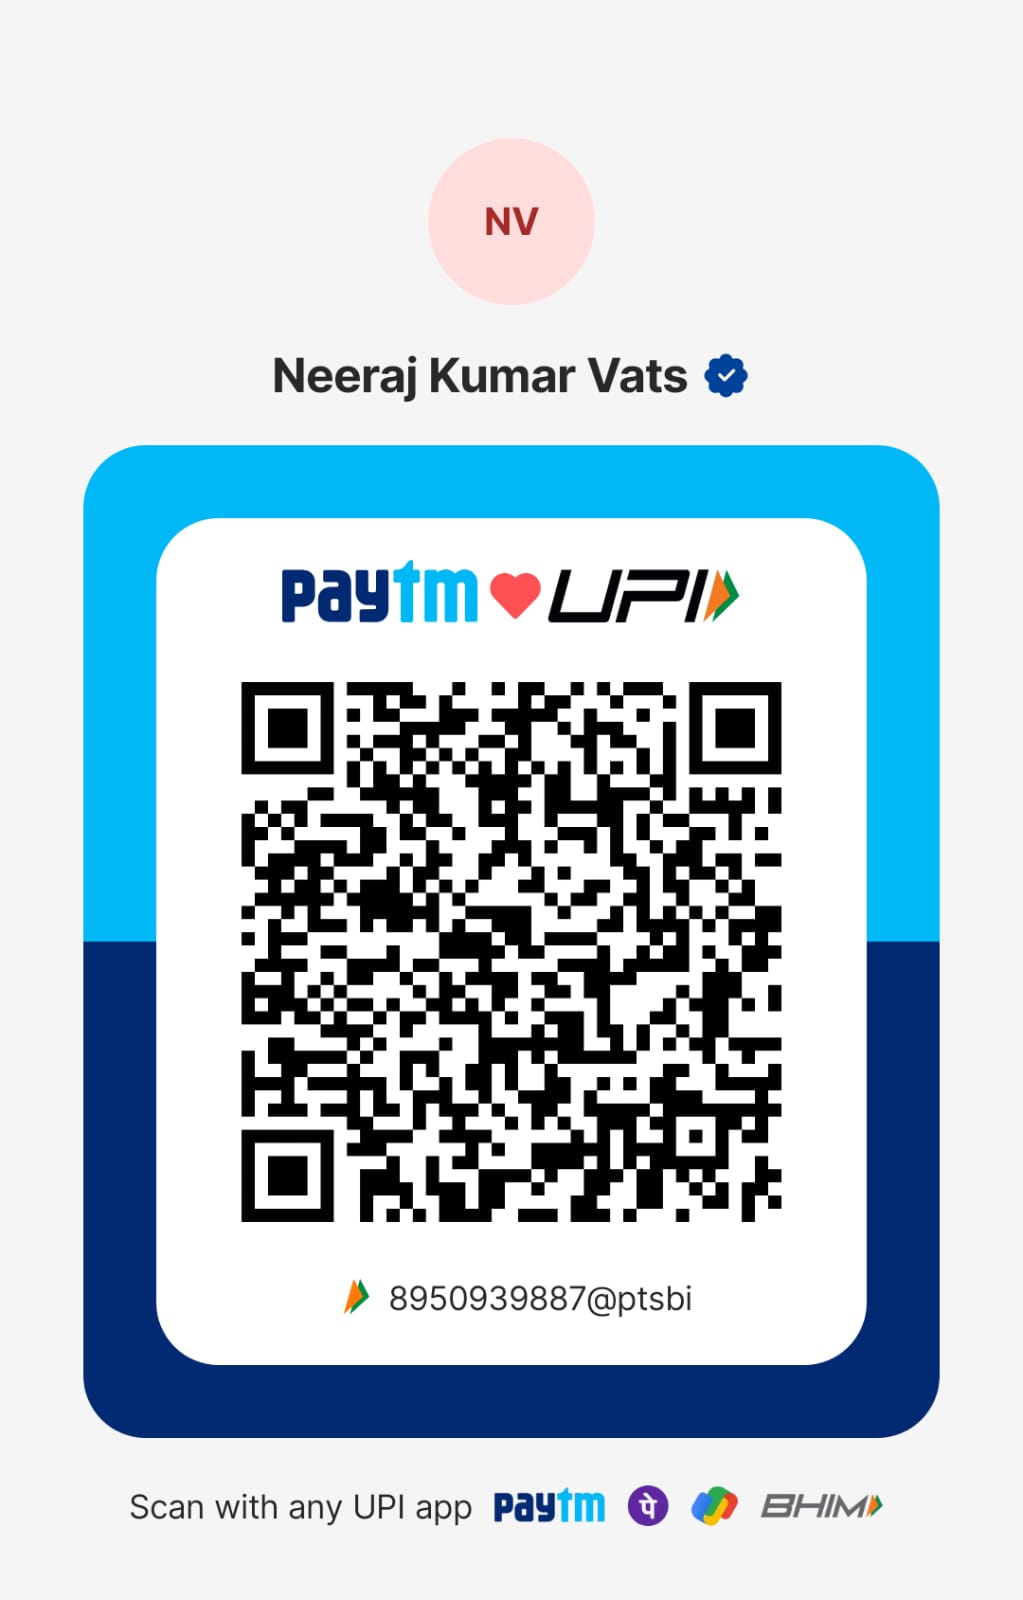 NV
Neeraj Kumar Vats
paytm UPI
8950939887@ptsbi
Scan with any UPI app paytm पे BHIM